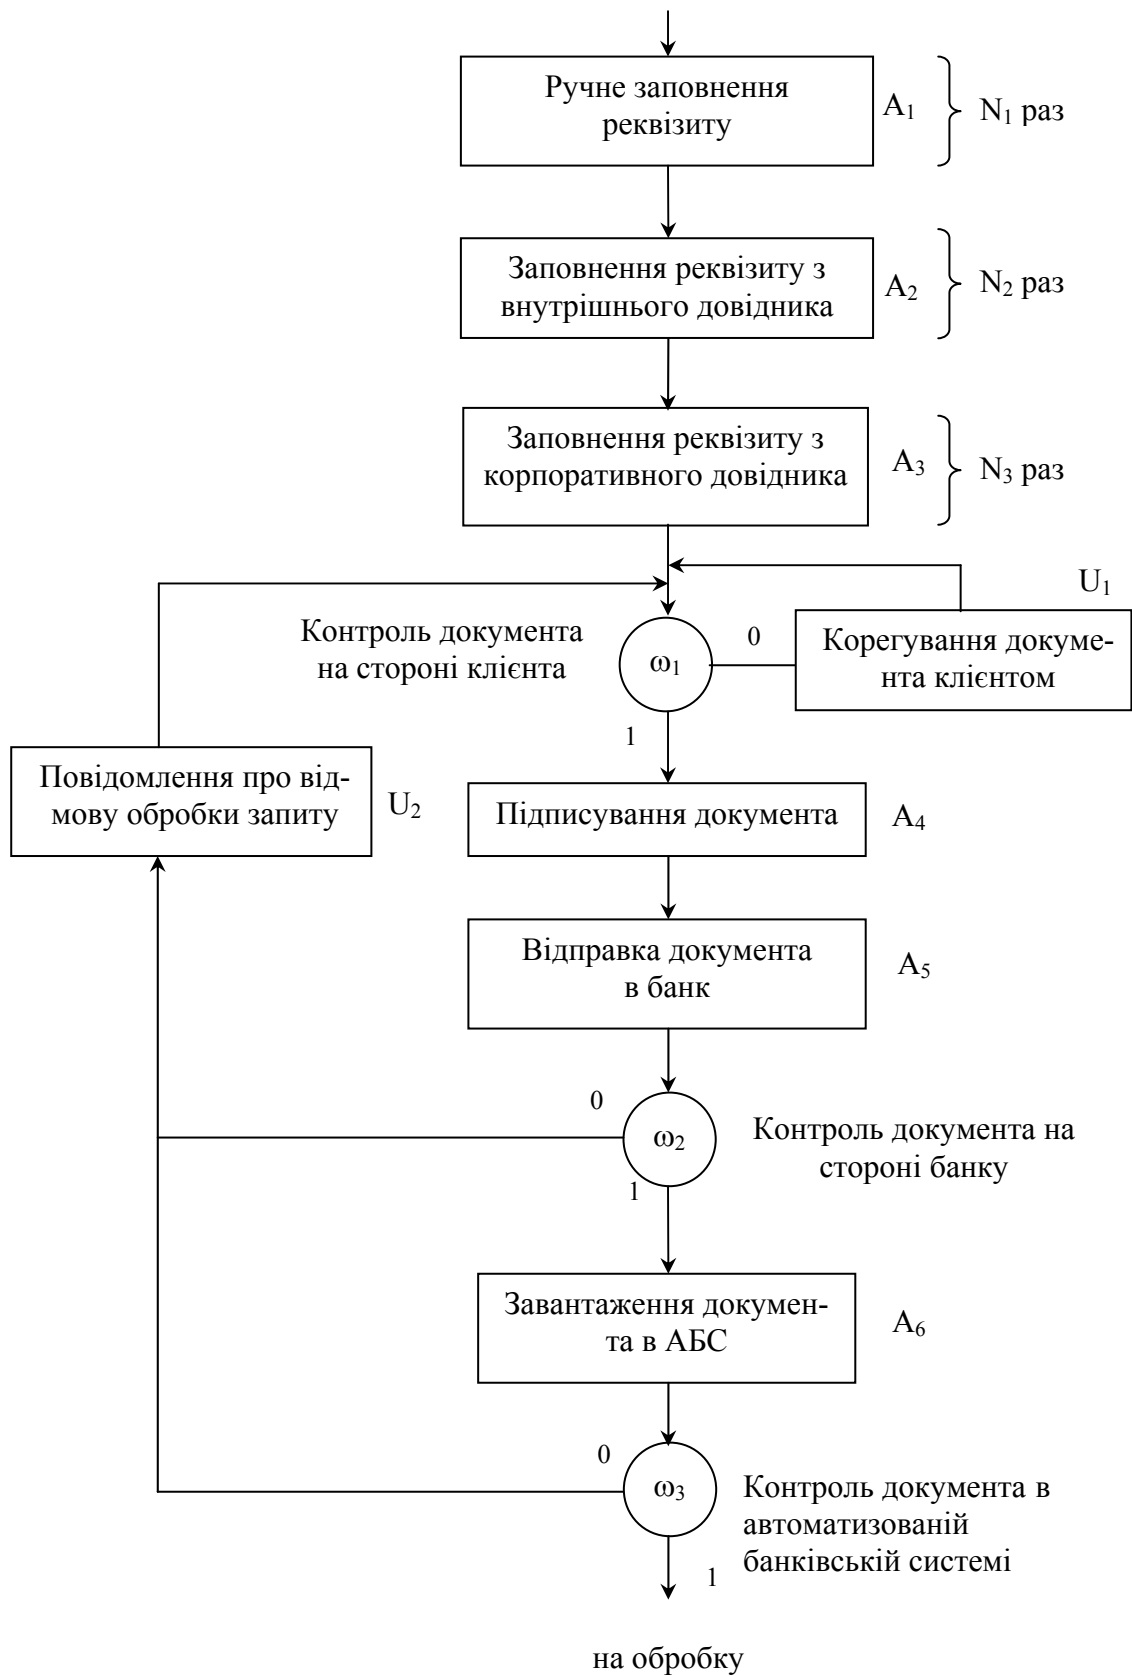 Ручне заповнення
реквізиту
A1
N1 раз
Заповнення реквізиту з
внутрішнього довідника
A2
N2 раз
Заповнення реквізиту з
корпоративного довідника
A3
N3 раз
U1
Контроль документа
на стороні клієнта
ω1
0
Корегування докуме-
нта клієнтом
1
Повідомлення про від-
мову обробки запиту
U2
Підписування документа
A4
Відправка документа
в банк
A5
0
ω2
Контроль документа на
стороні банку
1
Завантаження докумен-
та в АБС
A6
0
ω3
Контроль документа в
автоматизованій
банківській системі
1
на обробку